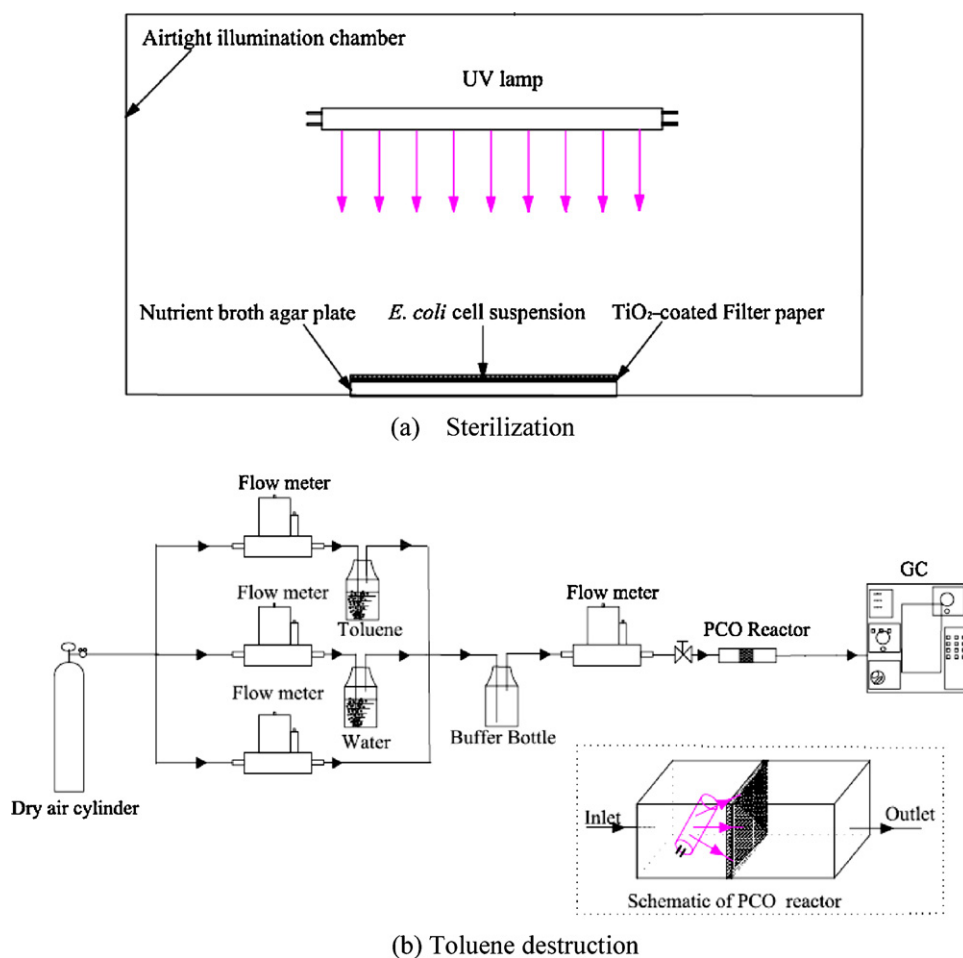 Airtight illumination chamber
UV lamp
Nutrient broth agar plate
E. coli cell suspension
TiO₂-coated Filter paper
(a) Sterilization
Flow meter
Toluene
Flow meter
Water
Flow meter
Dry air cylinder
Buffer Bottle
Flow meter
PCO Reactor
GC
Inlet
Outlet
Schematic of PCO reactor
(b) Toluene destruction